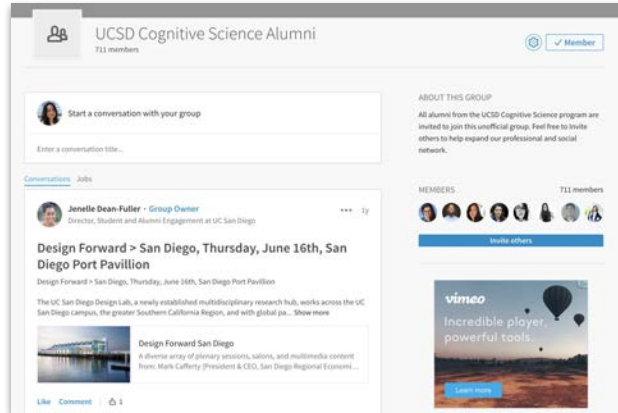 UCSD Cognitive Science Alumni
711 members
✓ Member
Start a conversation with your group
Enter a conversation title...
Conversations Jobs
Jenelle Dean-Fuller · Group Owner
Director, Student and Alumni Engagement at UC San Diego
1y
Design Forward > San Diego, Thursday, June 16th, San
Diego Port Pavillion
Design Forward > San Diego, Thursday, June 16th, San Diego Port Pavillion
The UC San Diego Design Lab, a newly established multidisciplinary research hub, works across the UC
San Diego campus, the greater Southern California Region, and with global pa... Show more
Design Forward San Diego
A diverse array of plenary sessions, salons, and multimedia content
from: Mark Cafferty (President & CEO, San Diego Regional Economi...
Like Comment 1
ABOUT THIS GROUP
All alumni from the UCSD Cognitive Science program are
invited to join this unofficial group. Feel free to invite
others to help expand our professional and social
network.
MEMBERS 711 members
Invite others
vimeo
Incredible player,
powerful tools.
Learn more